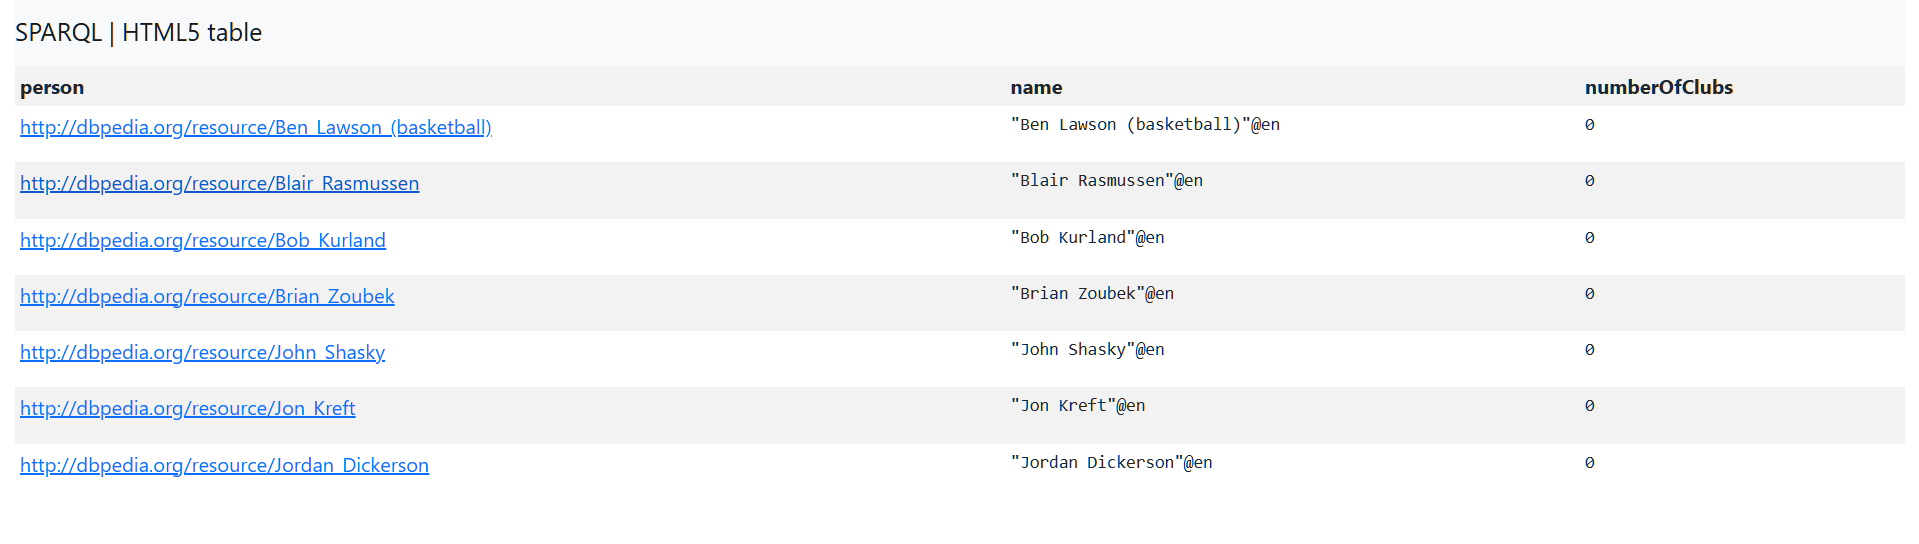 SPARQL | HTML5 table
person name numberOfClubs
http://dbpedia.org/resource/Ben_Lawson_(basketball) "Ben Lawson (basketball)"@en 0
http://dbpedia.org/resource/Blair_Rasmussen "Blair Rasmussen"@en 0
http://dbpedia.org/resource/Bob_Kurland "Bob Kurland"@en 0
http://dbpedia.org/resource/Brian_Zoubek "Brian Zoubek"@en 0
http://dbpedia.org/resource/John_Shasky "John Shasky"@en 0
http://dbpedia.org/resource/Jon_Kreft "Jon Kreft"@en 0
http://dbpedia.org/resource/Jordan_Dickerson "Jordan Dickerson"@en 0